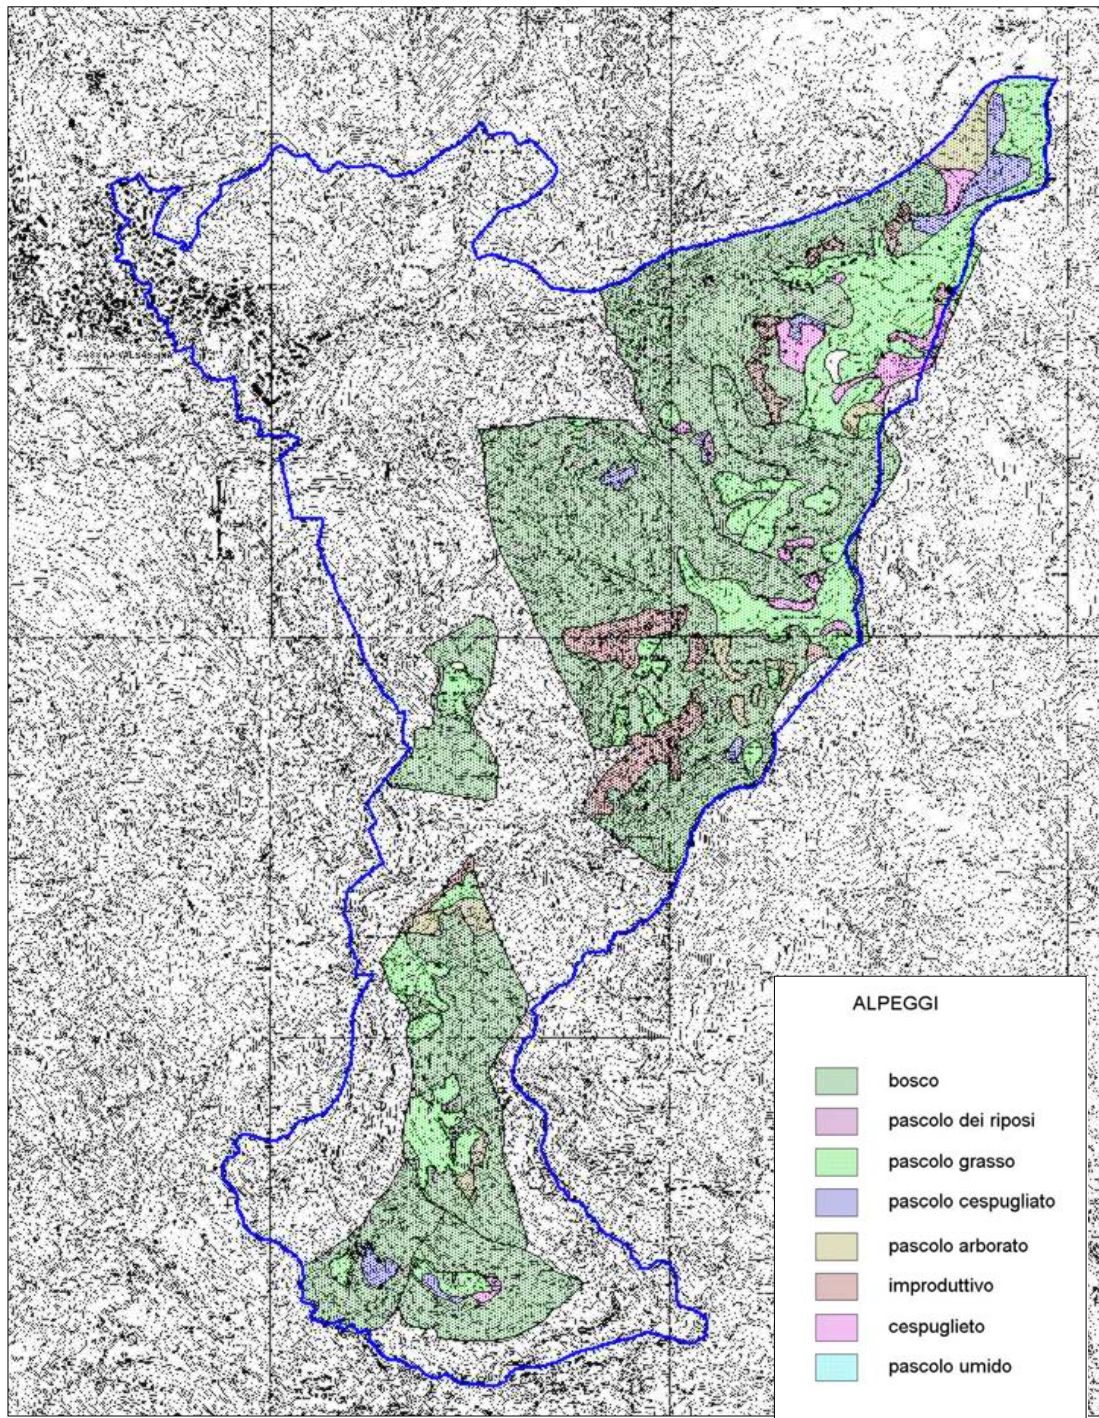 ALPEGGI
bosco
pascolo dei riposi
pascolo grasso
pascolo cespugliato
pascolo arborato
improduttivo
cespuglieto
pascolo umido